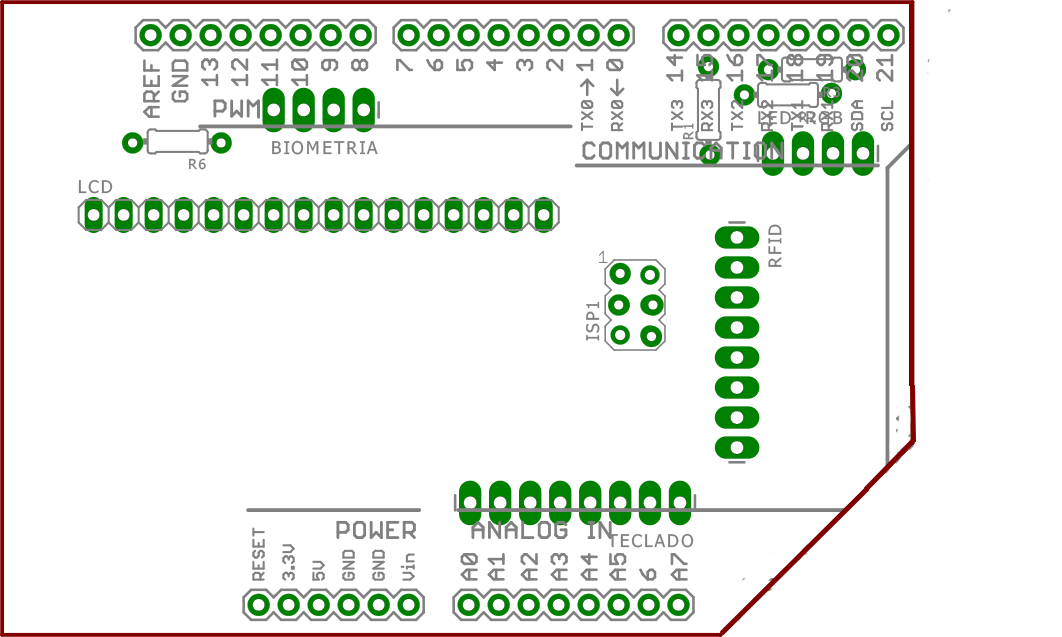 AREF GND 13 12 11 10 9 8
7 6 5 4 3 2 TX0→1 RX0←0
14 15 16 17 18 19 20 21
TX3 RX3 TX2 RX2 TX1 RX1 SDA SCL
PWM
LED RGB
R1
BIOMETRIA
COMMUNICATION
R6
LCD
RFID
1
ISP1
POWER
ANALOG IN
TECLADO
RESET 3.3V 5V GND GND Vin
A0 A1 A2 A3 A4 A5 6 A7